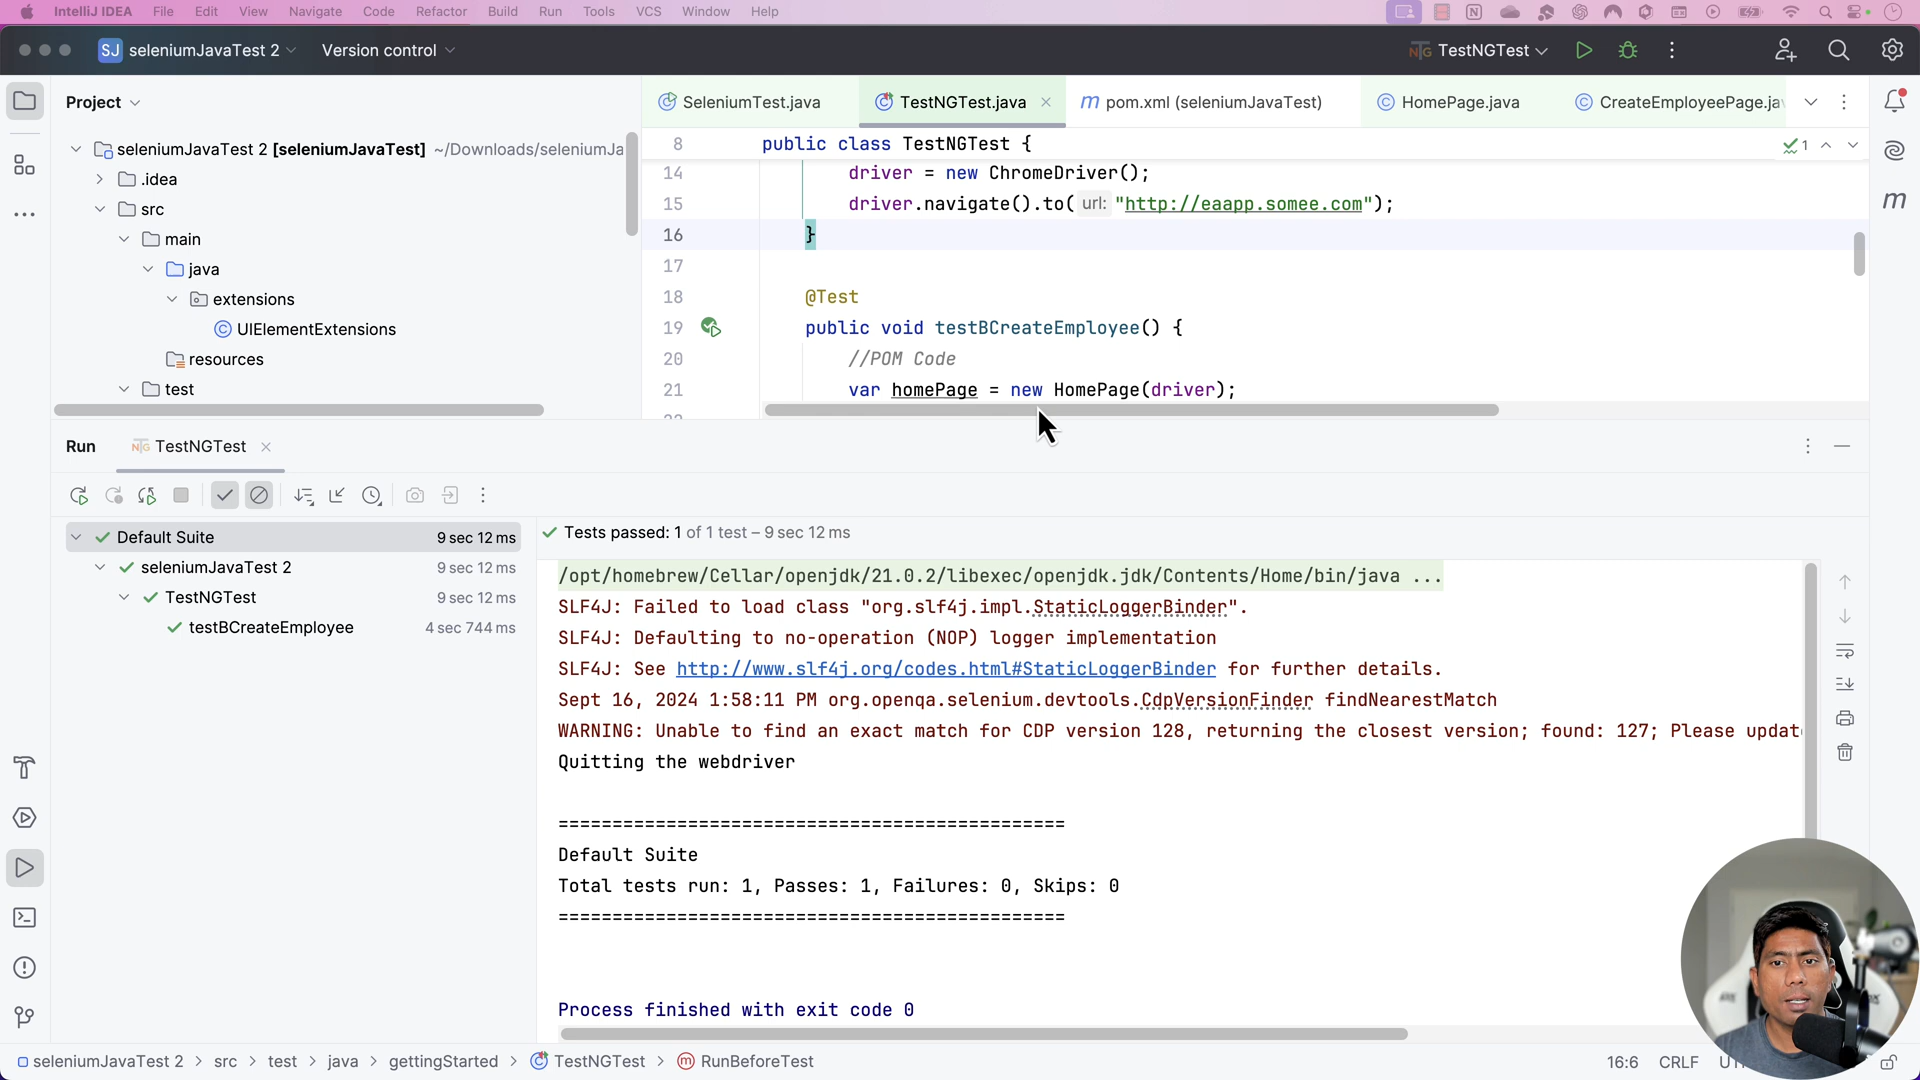 IntelliJ IDEA File Edit View Navigate Code Refactor Build Run Tools VCS Window Help
SJ seleniumJavaTest 2 Version control TestNGTest
Project
SeleniumTest.java TestNGTest.java pom.xml (seleniumJavaTest) HomePage.java CreateEmployeePage.ja
seleniumJavaTest 2 [seleniumJavaTest] ~/Downloads/seleniumJa
.idea
src
main
java
extensions
UIElementExtensions
resources
test
8 public class TestNGTest {
1
14 driver = new ChromeDriver();
15 driver.navigate().to( url: "http://eaapp.somee.com");
16 }
17
18 @Test
19 public void testBCreateEmployee() {
20 //POM Code
21 var homePage = new HomePage(driver);
Run TestNGTest
Default Suite 9 sec 12 ms
seleniumJavaTest 2 9 sec 12 ms
TestNGTest 9 sec 12 ms
testBCreateEmployee 4 sec 744 ms
Tests passed: 1 of 1 test – 9 sec 12 ms
/opt/homebrew/Cellar/openjdk/21.0.2/libexec/openjdk.jdk/Contents/Home/bin/java ...
SLF4J: Failed to load class "org.slf4j.impl.StaticLoggerBinder".
SLF4J: Defaulting to no-operation (NOP) logger implementation
SLF4J: See http://www.slf4j.org/codes.html#StaticLoggerBinder for further details.
Sept 16, 2024 1:58:11 PM org.openqa.selenium.devtools.CdpVersionFinder findNearestMatch
WARNING: Unable to find an exact match for CDP version 128, returning the closest version; found: 127; Please updat
Quitting the webdriver
===============================================
Default Suite
Total tests run: 1, Passes: 1, Failures: 0, Skips: 0
===============================================
Process finished with exit code 0
seleniumJavaTest 2 > src > test > java > gettingStarted > TestNGTest > RunBeforeTest
16:6 CRLF